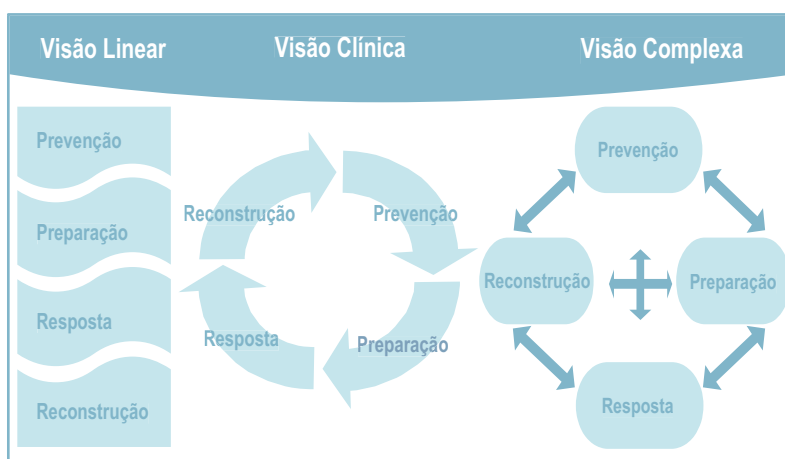 Visão Linear
Visão Clínica
Visão Complexa
Prevenção
Preparação
Resposta
Reconstrução
Reconstrução
Prevenção
Resposta
Preparação
Prevenção
Reconstrução
Preparação
Resposta